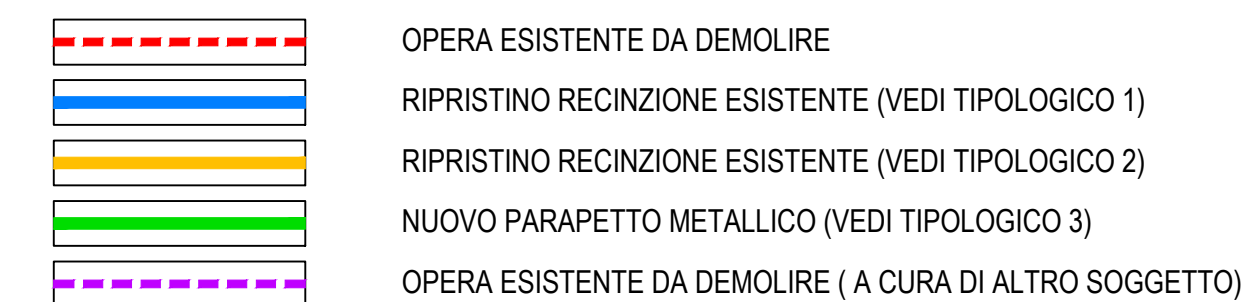 OPERA ESISTENTE DA DEMOLIRE
RIPRISTINO RECINZIONE ESISTENTE (VEDI TIPOLOGICO 1)
RIPRISTINO RECINZIONE ESISTENTE (VEDI TIPOLOGICO 2)
NUOVO PARAPETTO METALLICO (VEDI TIPOLOGICO 3)
OPERA ESISTENTE DA DEMOLIRE ( A CURA DI ALTRO SOGGETTO)